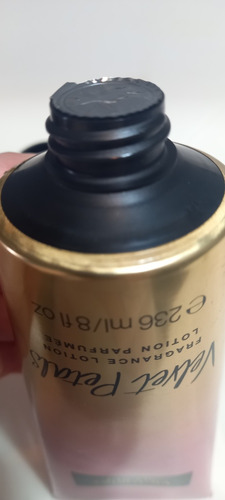 Velvet Petals
FRAGRANCE LOTION
LOTION PARFUMÉE
℮ 236 ml/8 fl oz